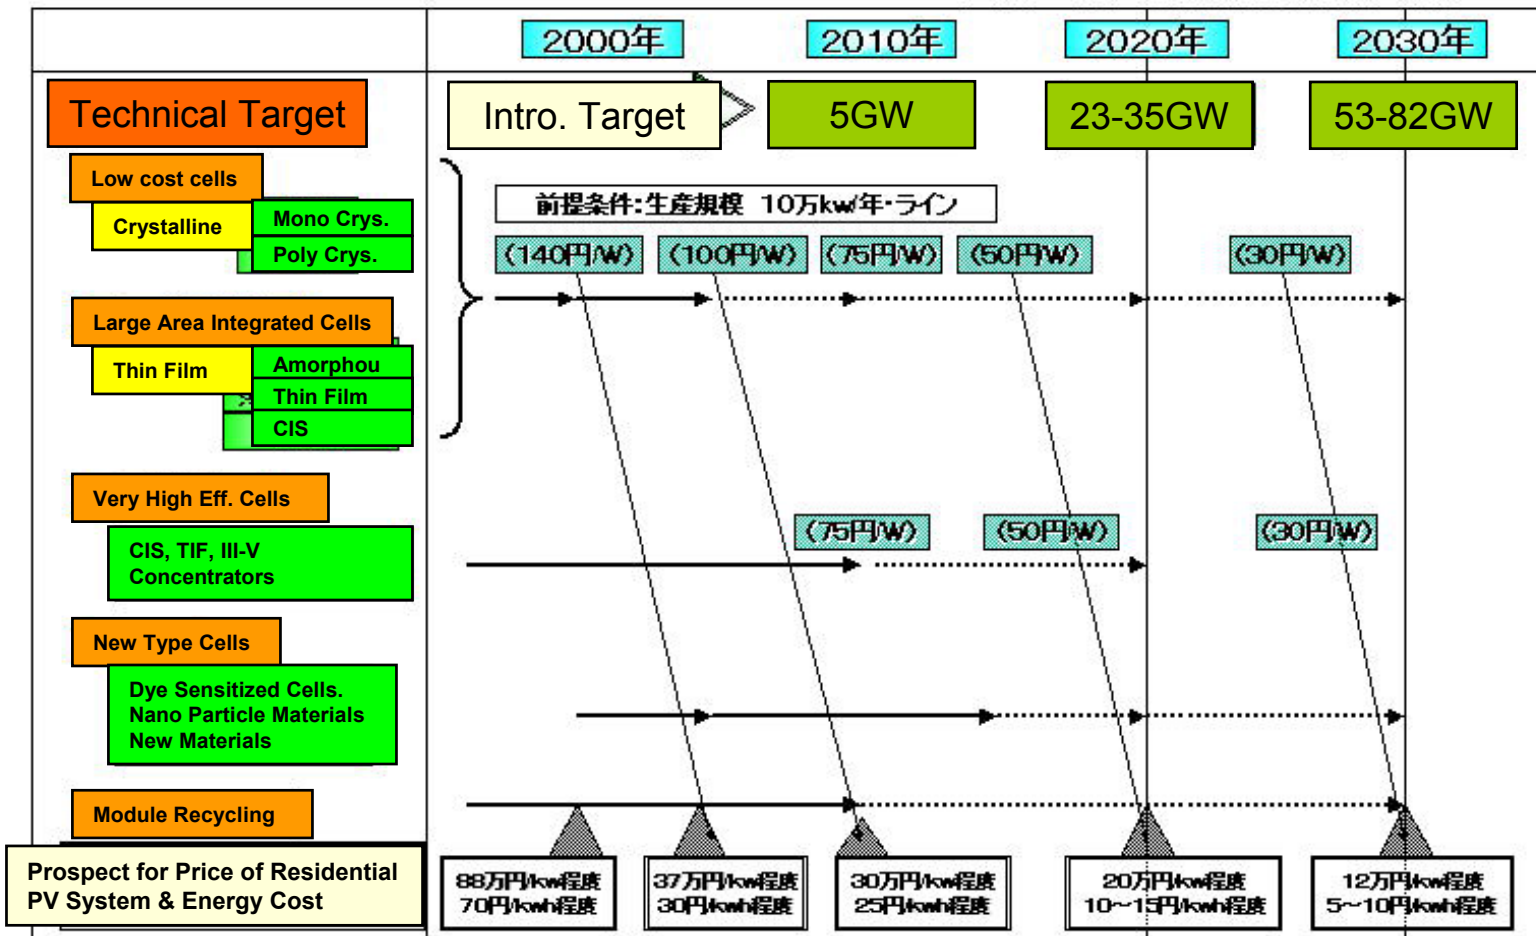 2000年
2010年
2020年
2030年
Technical Target
Intro. Target
5GW
23-35GW
53-82GW
Low cost cells
前提条件:生産規模 10万kw/年・ライン
Crystalline
Mono Crys.
Poly Crys.
(140円/W)
(100円/W)
(75円/W)
(50円/W)
(30円/W)
Large Area Integrated Cells
Thin Film
Amorphou
Thin Film
CIS
Very High Eff. Cells
(75円/W)
(50円/W)
(30円/W)
CIS, TIF, III-V
Concentrators
New Type Cells
Dye Sensitized Cells.
Nano Particle Materials
New Materials
Module Recycling
Prospect for Price of Residential
PV System & Energy Cost
88万円/kw程度
70円/kwh程度
37万円/kw程度
30円/kwh程度
30万円/kw程度
25円/kwh程度
20万円/kw程度
10～15円/kwh程度
12万円/kw程度
5～10円/kwh程度